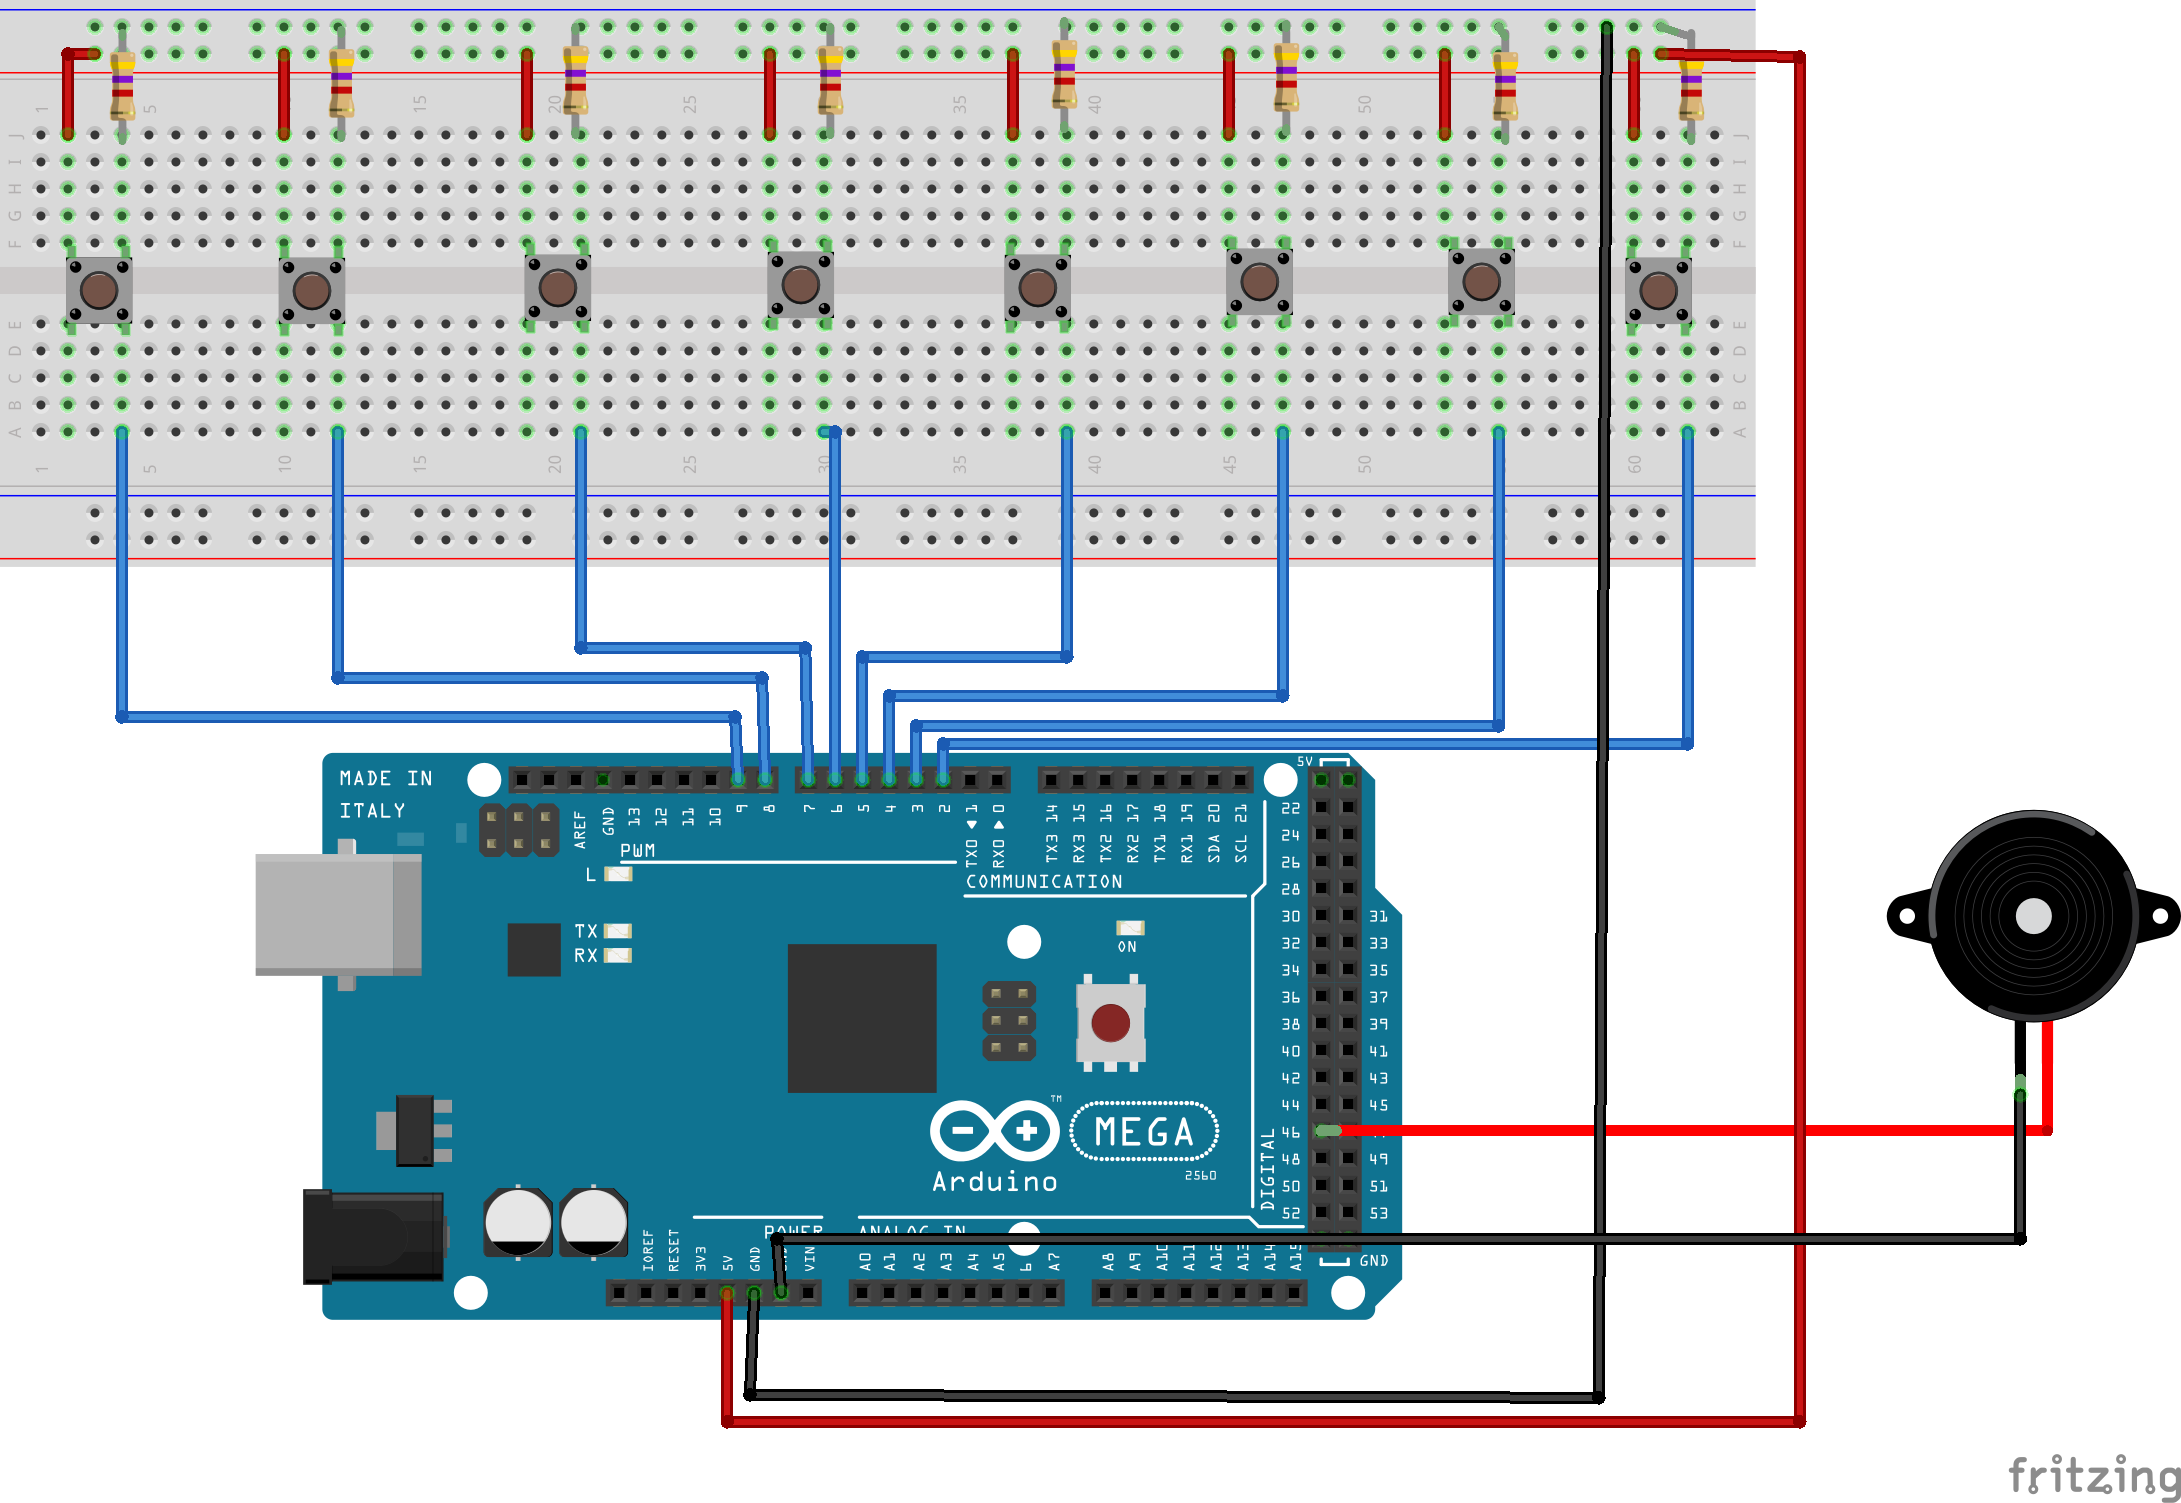 1 5 15 20 25 35 40 50
J J
I I
H H
G G
F F
E E
D D
C C
B B
A A
1 5 10 15 20 25 30 35 40 45 50 60
MADE IN
ITALY
5V
AREF GND 13 12 11 10 9 8 7 6 5 4 3 2 TX0 1 RX0 0 TX3 14 RX3 15 TX2 16 RX2 17 TX1 18 RX1 19 SDA 20 SCL 21
PWM
L
COMMUNICATION
TX
RX
ON
22
24
26
28
30 31
32 33
34 35
36 37
38 39
40 41
42 43
44 45
46
48 49
50 51
52 53
DIGITAL
TM
MEGA
Arduino
2560
POWER ANALOG IN
IOREF RESET 3V3 5V GND VIN A0 A1 A2 A3 A4 A5 6 A7 A8 A9 A10 A11 A12 A13 A14 A15
GND
fritzing